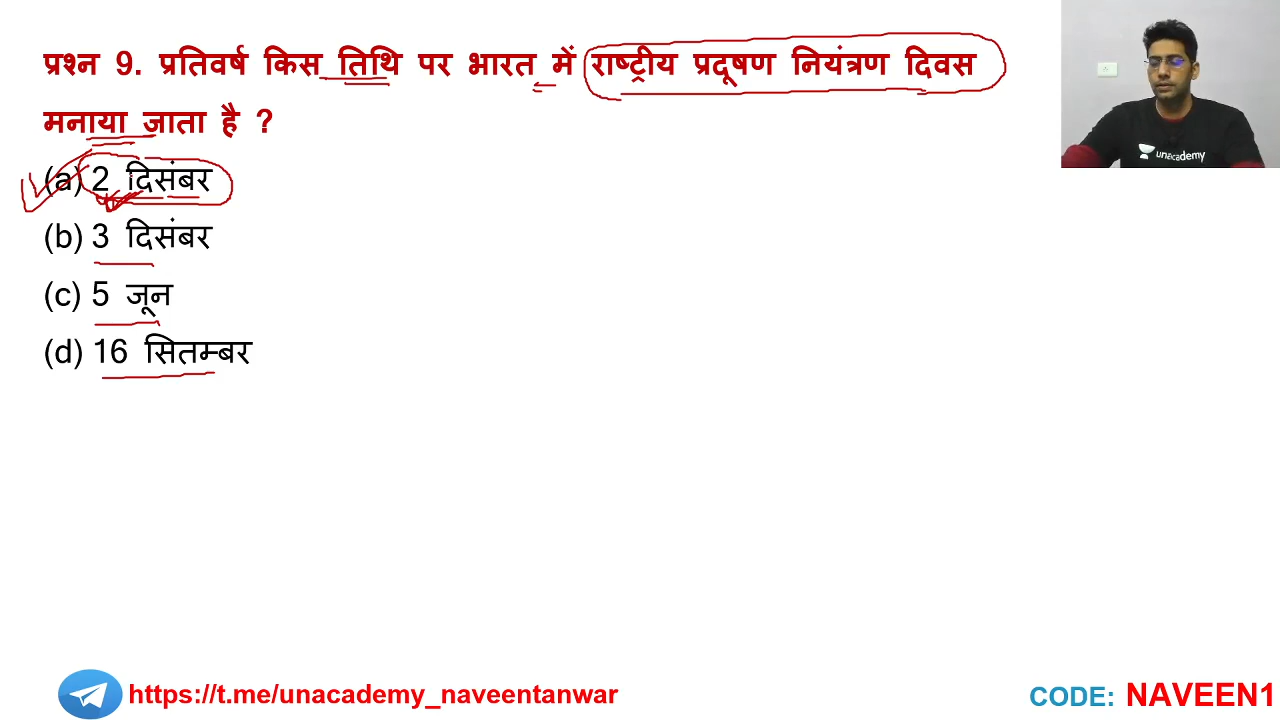 प्रश्न 9. प्रतिवर्ष किस तिथि पर भारत में राष्ट्रीय प्रदूषण नियंत्रण दिवस
मनाया जाता है ?
(a) 2 दिसंबर
(b) 3 दिसंबर
(c) 5 जून
(d) 16 सितम्बर
unacademy
https://t.me/unacademy_naveentanwar
CODE: NAVEEN1